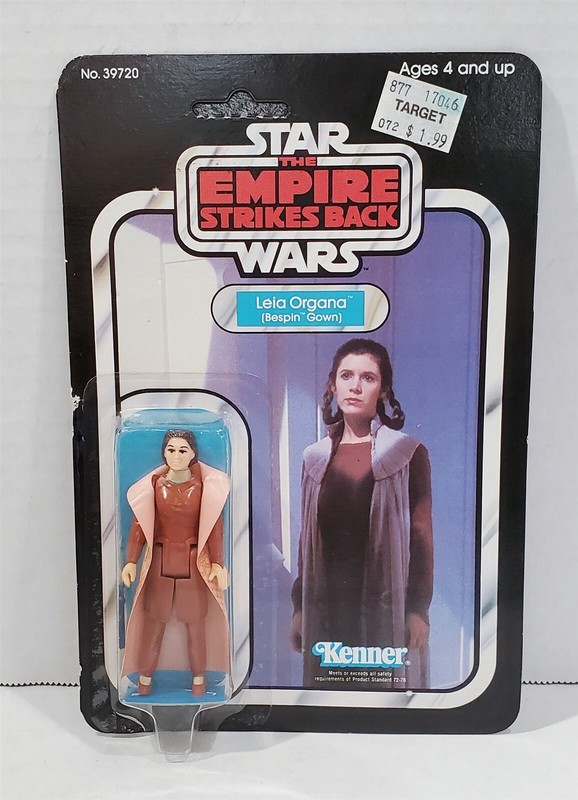 No. 39720
Ages 4 and up
877 17046
TARGET
072 $ 1.99
STAR
THE
EMPIRE
STRIKES BACK
WARS™
Leia Organa™
(Bespin™ Gown)
Kenner®
Meets or exceeds all safety
requirements of Product Standard 72-76